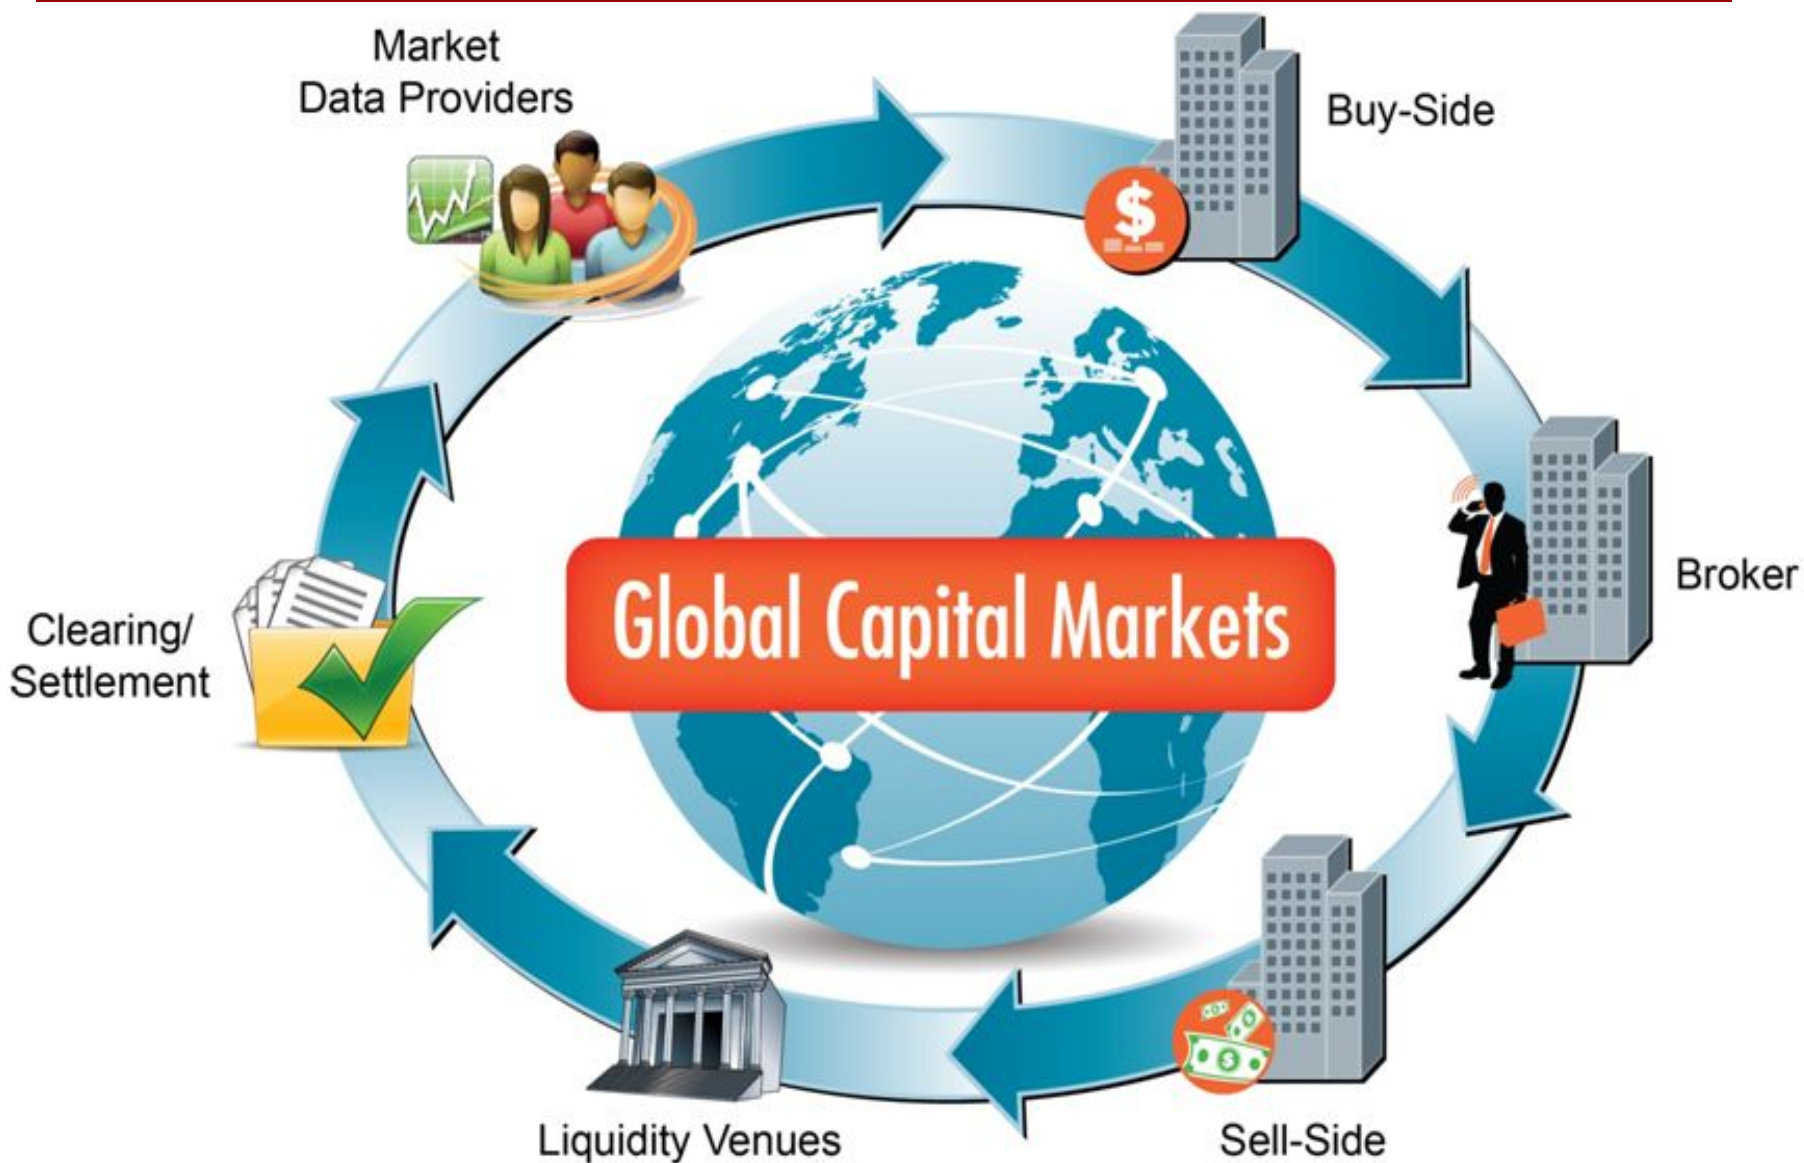 Market
Data Providers
Buy-Side
Broker
Global Capital Markets
Clearing/
Settlement
Liquidity Venues
Sell-Side